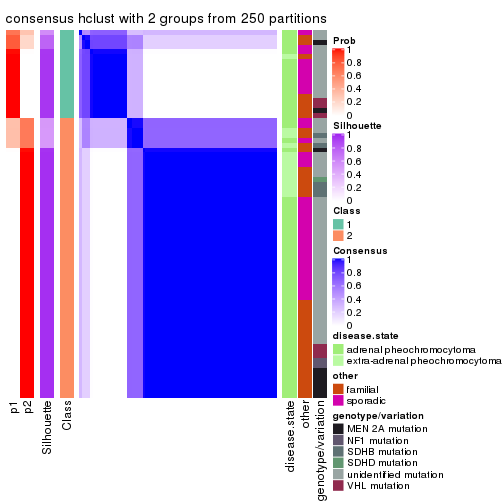 consensus hclust with 2 groups from 250 partitions
Prob
1
0.8
0.6
0.4
0.2
0
Silhouette
1
0.8
0.6
0.4
0.2
0
Class
1
2
Consensus
1
0.8
0.6
0.4
0.2
0
disease.state
adrenal pheochromocytoma
extra-adrenal pheochromocytoma
other
familial
sporadic
genotype/variation
MEN 2A mutation
NF1 mutation
SDHB mutation
SDHD mutation
unidentified mutation
VHL mutation
p1
p2
Silhouette
Class
disease.state
other
genotype/variation